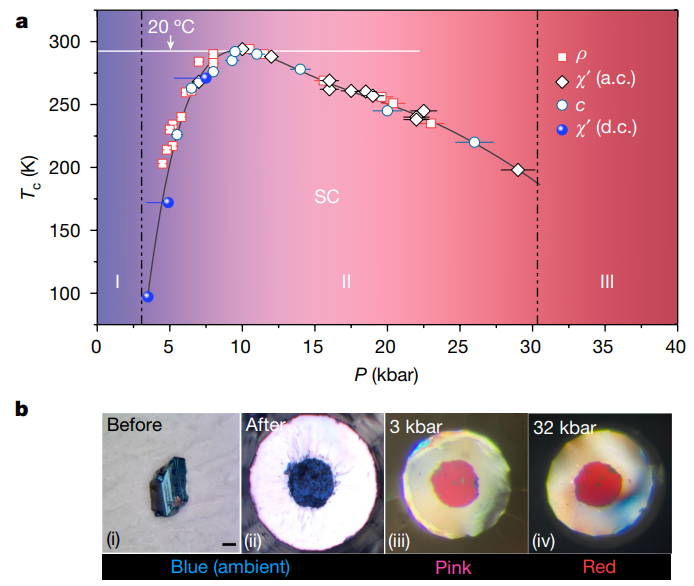 a
20 °C
300
250
200
150
100
T_c (K)
ρ
χ′ (a.c.)
c
χ′ (d.c.)
SC
I
II
III
0
5
10
15
20
25
30
35
40
P (kbar)
b
Before
After
3 kbar
32 kbar
(i)
(ii)
(iii)
(iv)
Blue (ambient)
Pink
Red